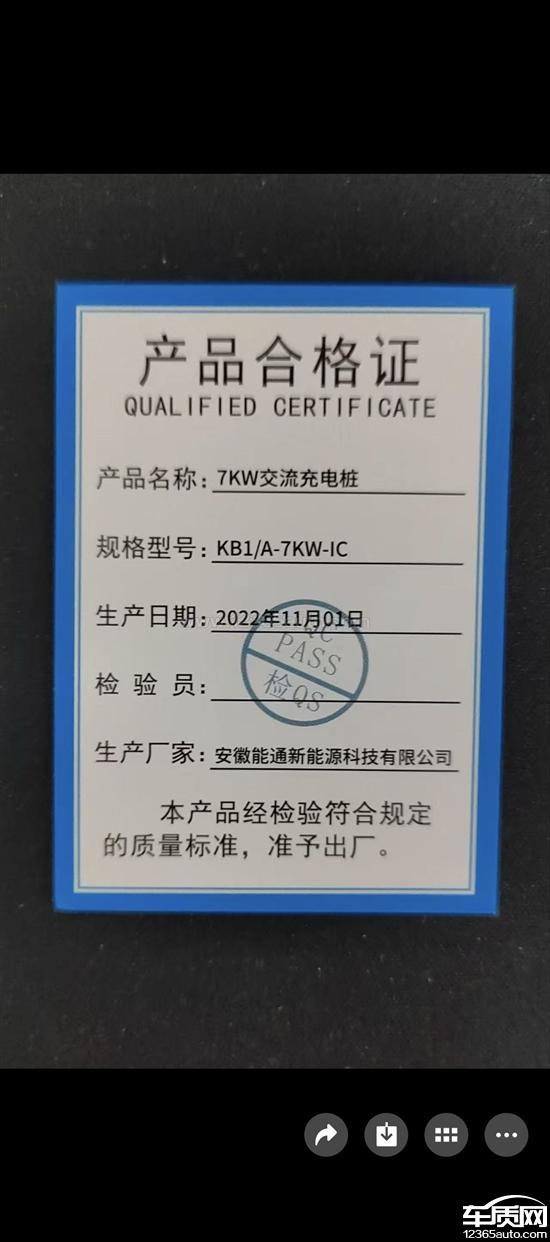 产品合格证
QUALIFIED CERTIFICATE
产品名称：7KW交流充电桩
规格型号：KB1/A-7KW-IC
生产日期：2022年11月01日
QC
PASS
检 验 员：
检QS
生产厂家：安徽能通新能源科技有限公司
本产品经检验符合规定
的质量标准，准予出厂。
车质网
12365auto.com